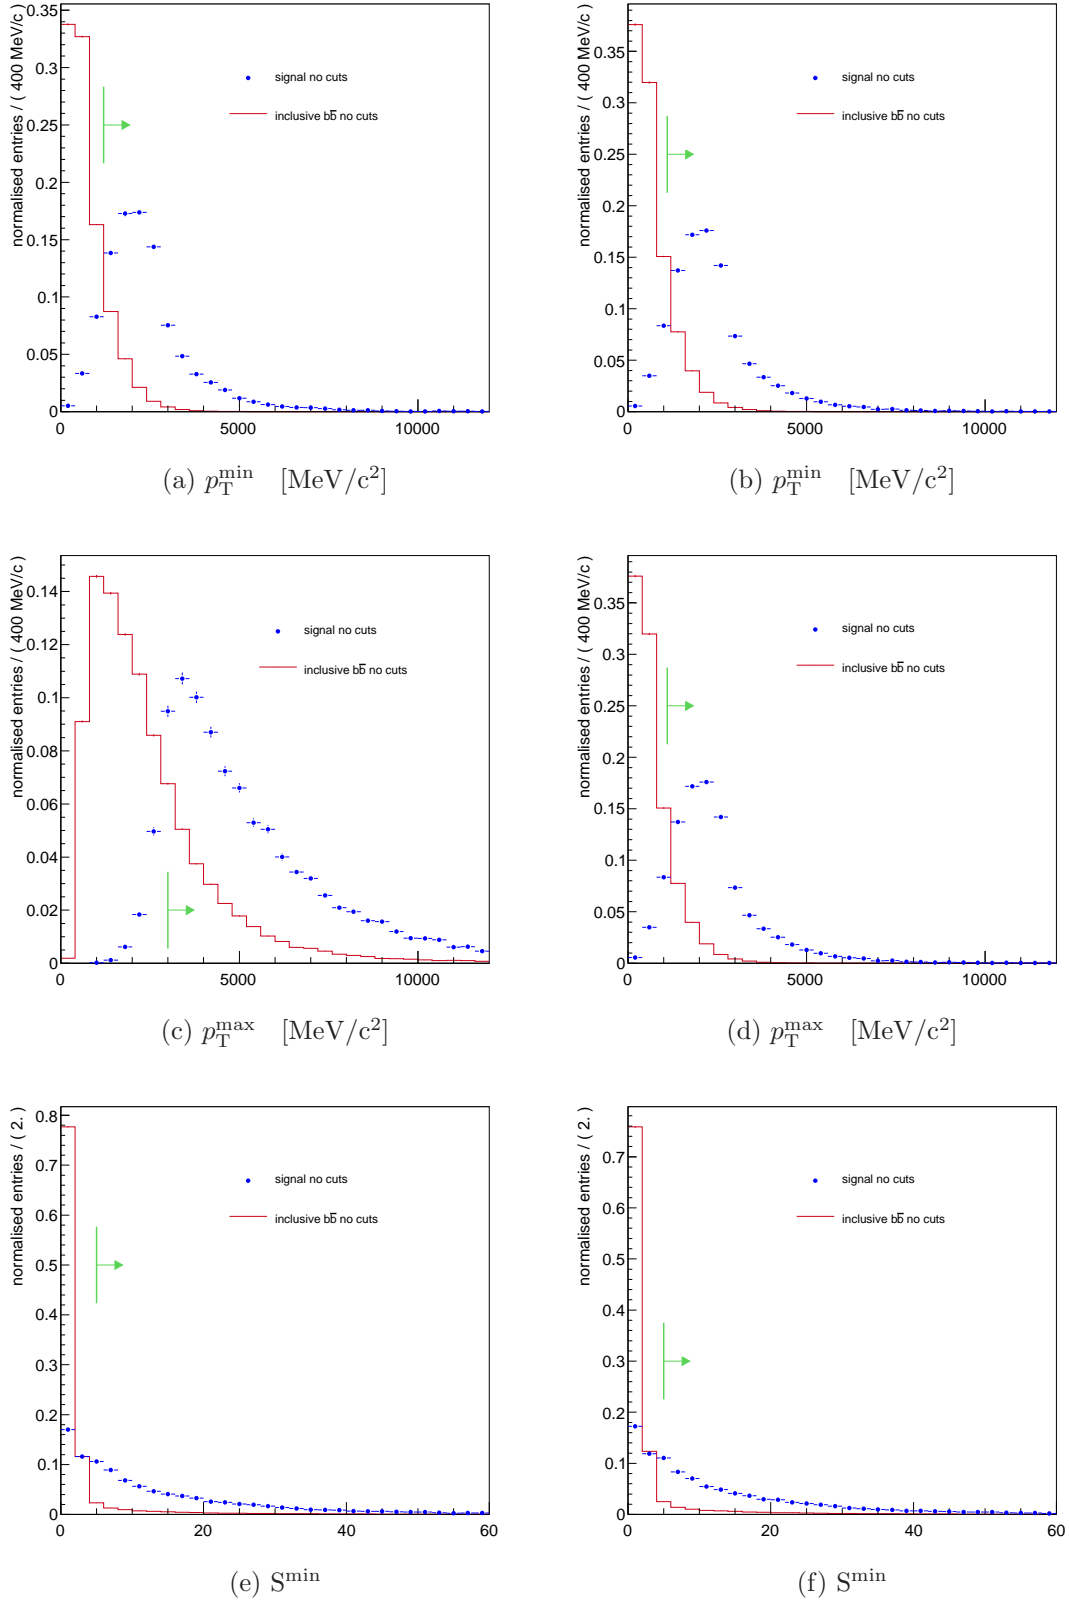 normalised entries / ( 400 MeV/c )
0.35
0.3
0.25
0.2
0.15
0.1
0.05
0
0 5000 10000
signal no cuts
inclusive bb̅ no cuts
(a) p_T^min [MeV/c²]
normalised entries / ( 400 MeV/c )
0.35
0.3
0.25
0.2
0.15
0.1
0.05
0
0 5000 10000
signal no cuts
inclusive bb̅ no cuts
(b) p_T^min [MeV/c²]
normalised entries / ( 400 MeV/c )
0.14
0.12
0.1
0.08
0.06
0.04
0.02
0
0 5000 10000
signal no cuts
inclusive bb̅ no cuts
(c) p_T^max [MeV/c²]
normalised entries / ( 400 MeV/c )
0.35
0.3
0.25
0.2
0.15
0.1
0.05
0
0 5000 10000
signal no cuts
inclusive bb̅ no cuts
(d) p_T^max [MeV/c²]
normalised entries / ( 2. )
0.8
0.7
0.6
0.5
0.4
0.3
0.2
0.1
0
0 20 40 60
signal no cuts
inclusive bb̅ no cuts
(e) S^min
normalised entries / ( 2. )
0.7
0.6
0.5
0.4
0.3
0.2
0.1
0
0 20 40 60
signal no cuts
inclusive bb̅ no cuts
(f) S^min